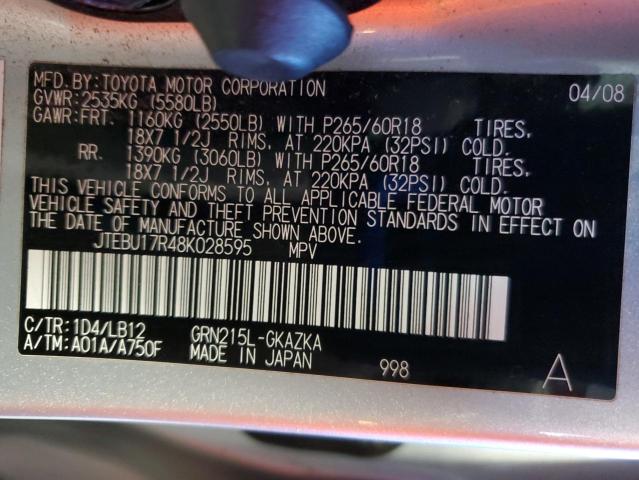 MFD.BY:TOYOTA MOTOR CORPORATION 04/08
GVWR:2535KG (5580LB)
GAWR:FRT. 1160KG (2550LB) WITH P265/60R18 TIRES,
18X7 1/2J RIMS, AT 220KPA (32PSI) COLD.
RR. 1390KG (3060LB) WITH P265/60R18 TIRES,
18X7 1/2J RIMS, AT 220KPA (32PSI) COLD.
THIS VEHICLE CONFORMS TO ALL APPLICABLE FEDERAL MOTOR
VEHICLE SAFETY AND THEFT PREVENTION STANDARDS IN EFFECT ON
THE DATE OF MANUFACTURE SHOWN ABOVE.
JTEBU17R48K028595 MPV
C/TR:1D4/LB12 GRN215L-GKAZKA
A/TM:A01A/A750F MADE IN JAPAN 998 A